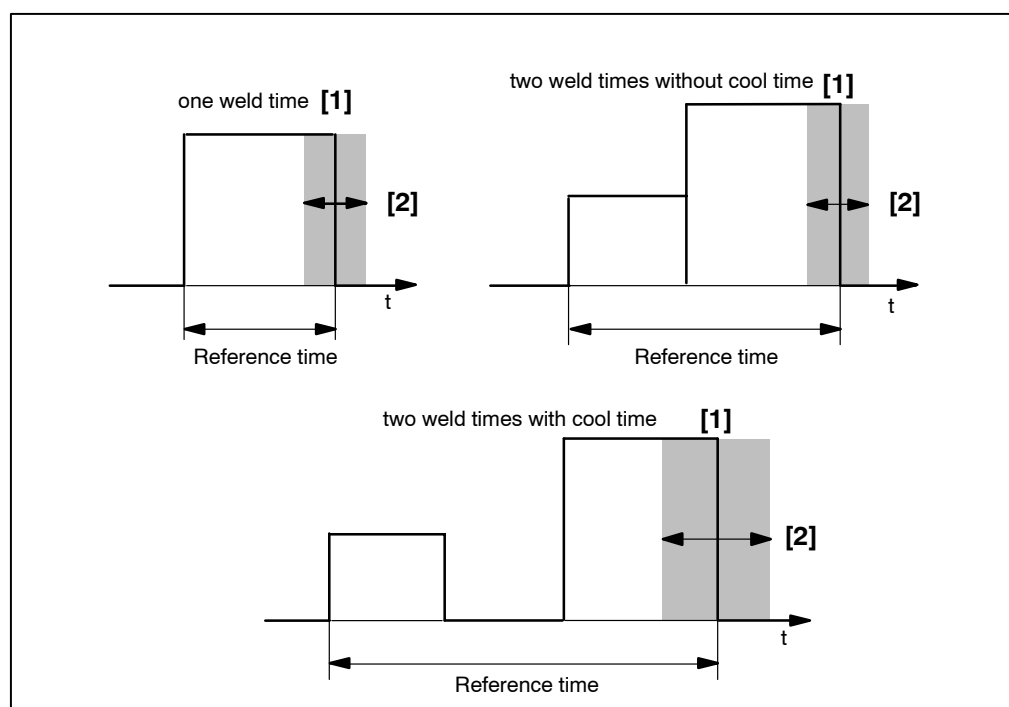 one weld time [1]
[2]
t
Reference time
two weld times without cool time [1]
[2]
t
Reference time
two weld times with cool time [1]
[2]
t
Reference time